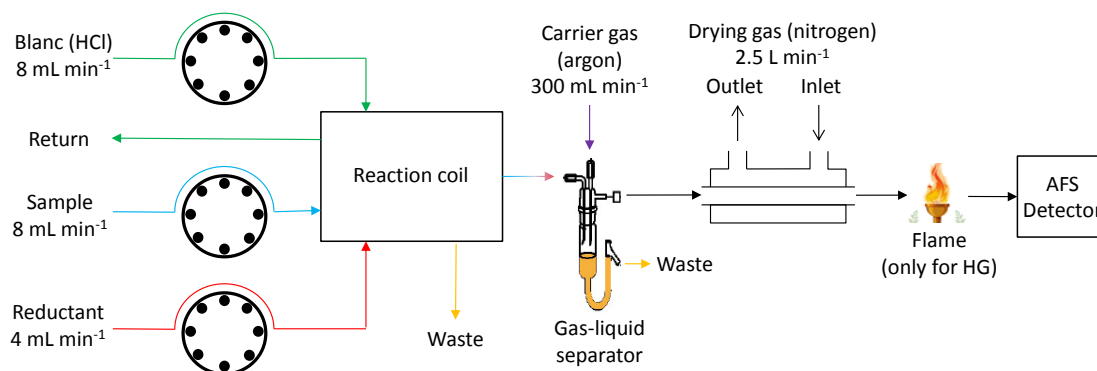 Blanc (HCl)
8 mL min⁻¹
Return
Sample
8 mL min⁻¹
Reductant
4 mL min⁻¹
Reaction coil
Waste
Carrier gas
(argon)
300 mL min⁻¹
Gas-liquid
separator
Waste
Drying gas (nitrogen)
2.5 L min⁻¹
Outlet
Inlet
Flame
(only for HG)
AFS
Detector